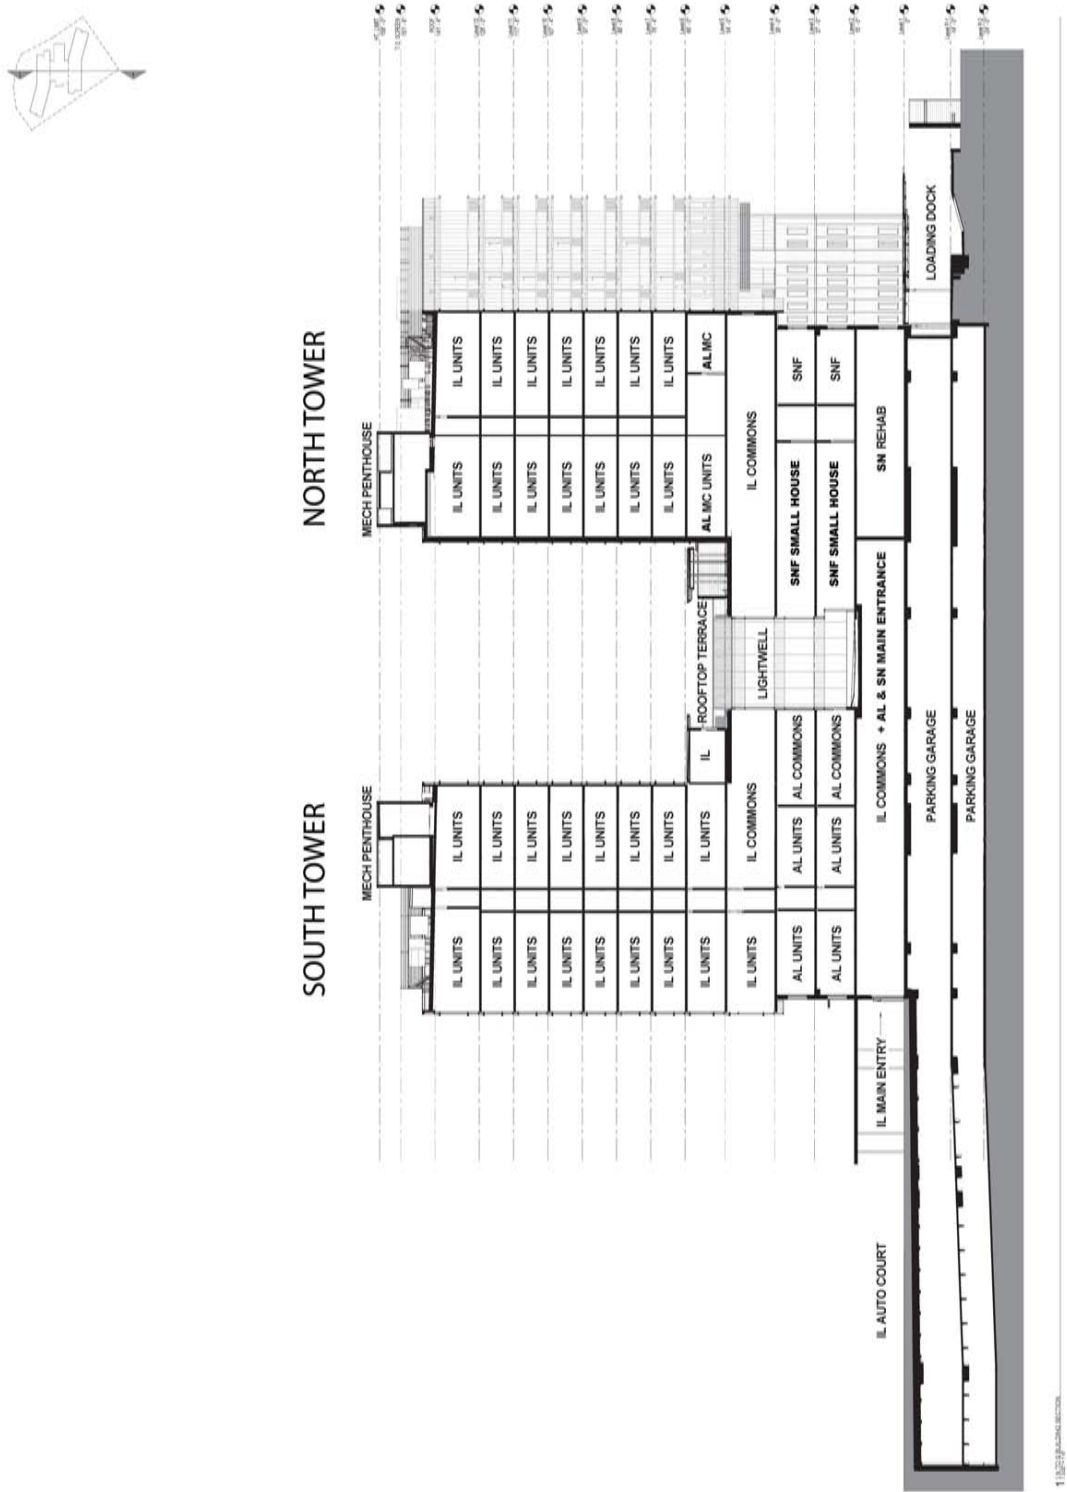 SOUTH TOWER
NORTH TOWER
MECH PENTHOUSE
MECH PENTHOUSE
IL UNITS IL UNITS IL UNITS IL UNITS
IL UNITS IL UNITS IL UNITS IL UNITS
IL UNITS IL UNITS IL UNITS IL UNITS
IL UNITS IL UNITS IL UNITS IL UNITS
IL UNITS IL UNITS IL UNITS IL UNITS
IL UNITS IL UNITS IL UNITS IL UNITS
IL UNITS IL UNITS IL UNITS IL UNITS
IL UNITS IL UNITS IL ROOFTOP TERRACE AL MC UNITS AL MC
IL UNITS IL COMMONS LIGHTWELL IL COMMONS
AL UNITS AL UNITS AL COMMONS SNF SMALL HOUSE SNF
AL UNITS AL UNITS AL COMMONS SNF SMALL HOUSE SNF
IL AUTO COURT IL MAIN ENTRY IL COMMONS + AL & SN MAIN ENTRANCE SN REHAB
PARKING GARAGE LOADING DOCK
PARKING GARAGE